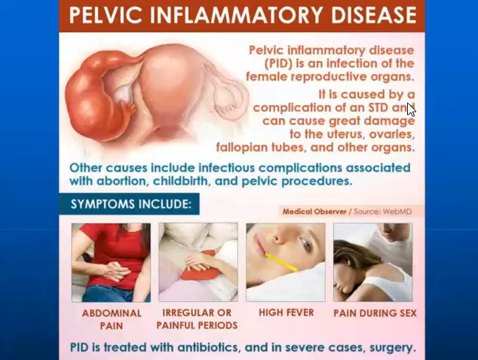 PELVIC INFLAMMATORY DISEASE
Pelvic inflammatory disease
(PID) is an infection of the
female reproductive organs.
It is caused by a
complication of an STD and
can cause great damage
to the uterus, ovaries,
fallopian tubes, and other organs.
Other causes include infectious complications associated
with abortion, childbirth, and pelvic procedures.
SYMPTOMS INCLUDE:
Medical Observer / Source: WebMD
ABDOMINAL
PAIN
IRREGULAR OR
PAINFUL PERIODS
HIGH FEVER
PAIN DURING SEX
PID is treated with antibiotics, and in severe cases, surgery.